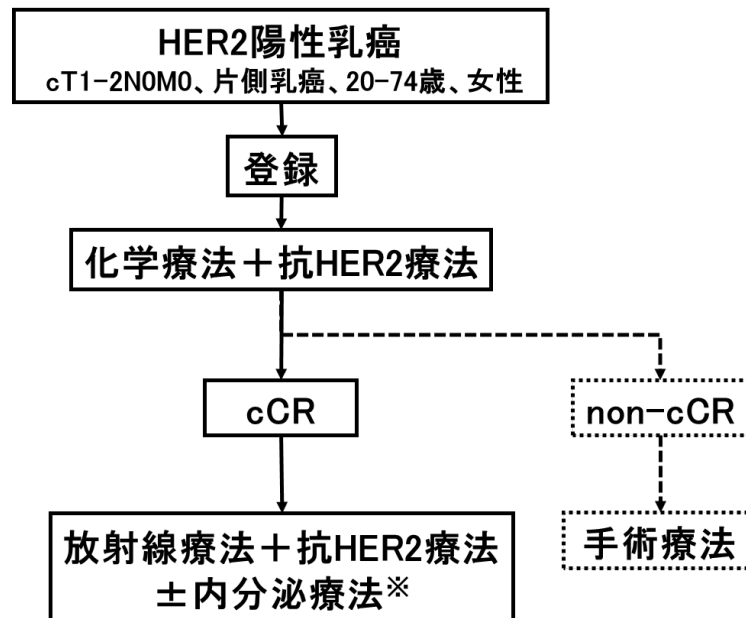 HER2陽性乳癌
cT1-2N0M0、片側乳癌、20-74歳、女性
登録
化学療法＋抗HER2療法
cCR
non-cCR
放射線療法＋抗HER2療法
±内分泌療法※
手術療法